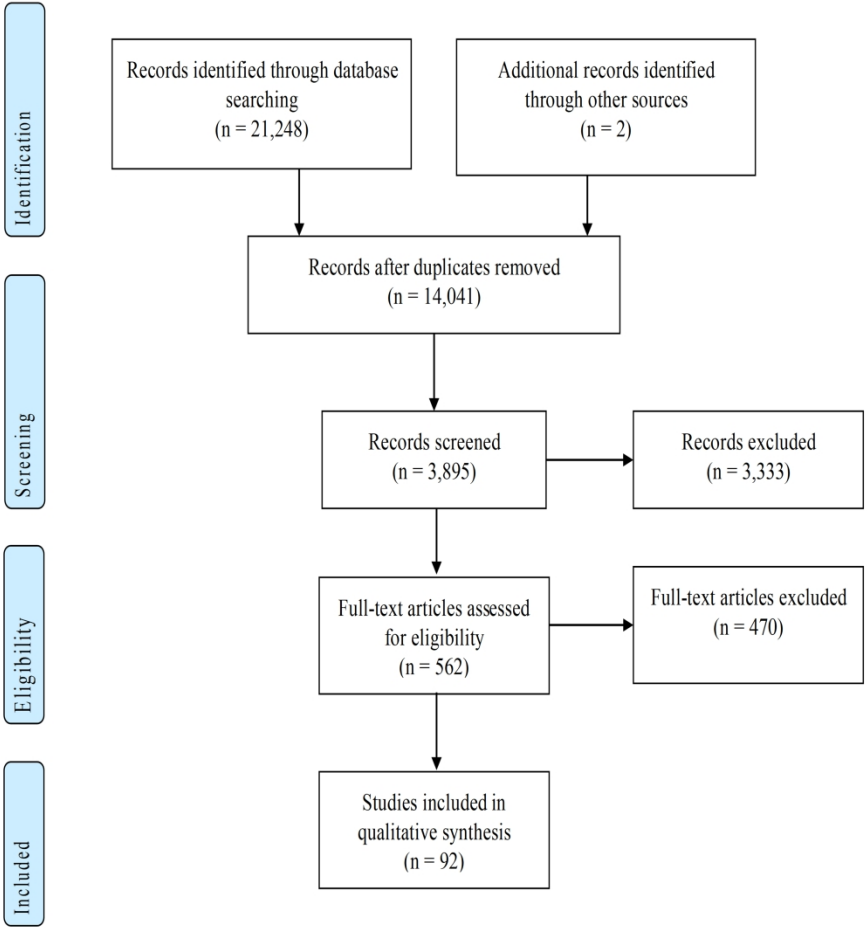 Identification
Records identified through database
searching
(n = 21,248)
Additional records identified
through other sources
(n = 2)
Records after duplicates removed
(n = 14,041)
Screening
Records screened
(n = 3,895)
Records excluded
(n = 3,333)
Eligibility
Full-text articles assessed
for eligibility
(n = 562)
Full-text articles excluded
(n = 470)
Included
Studies included in
qualitative synthesis
(n = 92)